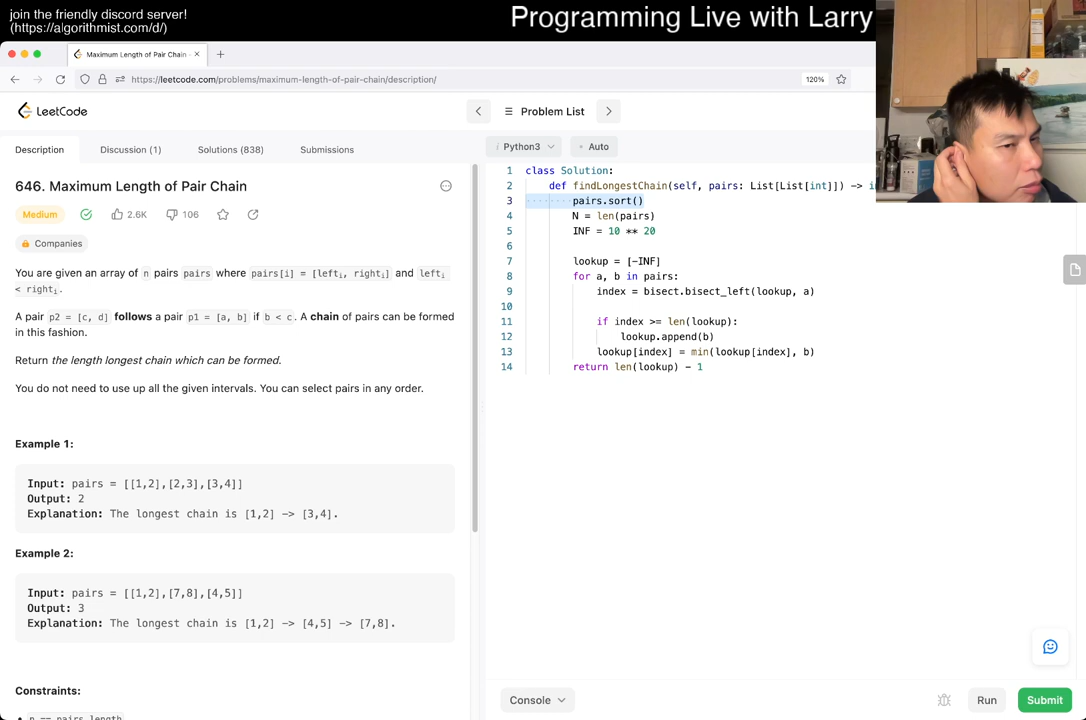 join the friendly discord server!
(https://algorithmist.com/d/)
Programming Live with Larry
Maximum Length of Pair Chain -
https://leetcode.com/problems/maximum-length-of-pair-chain/description/
120%
LeetCode
Problem List
Description
Discussion (1)
Solutions (838)
Submissions
i Python3
Auto
646. Maximum Length of Pair Chain
Medium
2.6K
106
Companies
You are given an array of n pairs pairs where pairs[i] = [lefti, righti] and lefti
< righti.
A pair p2 = [c, d] follows a pair p1 = [a, b] if b < c. A chain of pairs can be formed
in this fashion.
Return the length longest chain which can be formed.
You do not need to use up all the given intervals. You can select pairs in any order.
Example 1:
Input: pairs = [[1,2],[2,3],[3,4]]
Output: 2
Explanation: The longest chain is [1,2] -> [3,4].
Example 2:
Input: pairs = [[1,2],[7,8],[4,5]]
Output: 3
Explanation: The longest chain is [1,2] -> [4,5] -> [7,8].
Constraints:
n == pairs.length
1 class Solution:
2 def findLongestChain(self, pairs: List[List[int]]) -> i
3 pairs.sort()
4 N = len(pairs)
5 INF = 10 ** 20
6
7 lookup = [-INF]
8 for a, b in pairs:
9 index = bisect.bisect_left(lookup, a)
10
11 if index >= len(lookup):
12 lookup.append(b)
13 lookup[index] = min(lookup[index], b)
14 return len(lookup) - 1
Console
Run
Submit